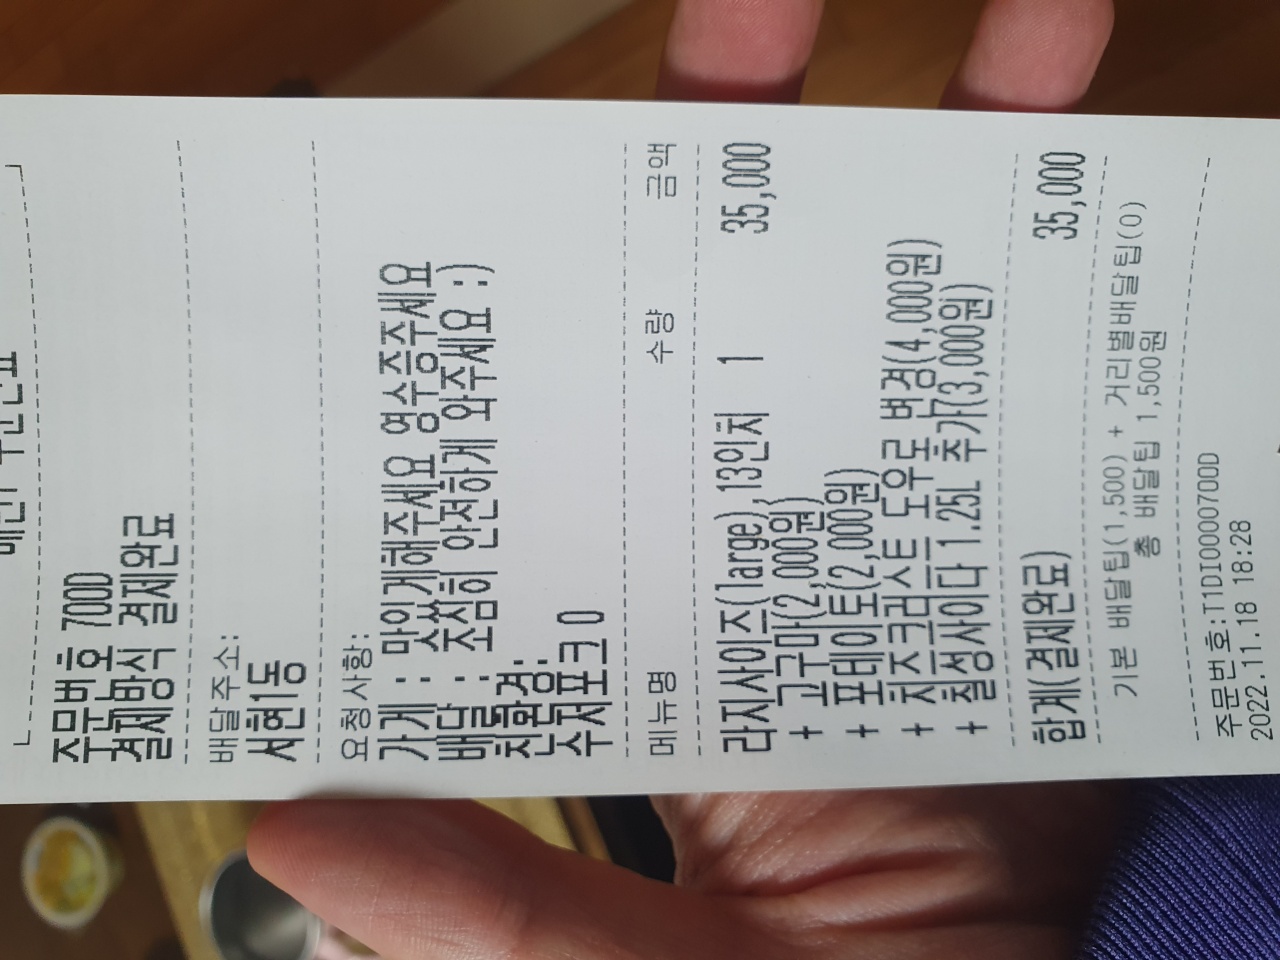 주문번호 700D
결제방식 결제완료
배달주소:
서현1동
요청사항:
가게 : 맛있게해주세요 영수증주세요
배달 : 조심히 안전하게 와주세요 :)
친환경:
수저포크 O
메뉴명 수량 금액
라지사이즈(large),13인치 1 35,000
+ 고구마(2,000원)
+ 포테이토(2,000원)
+ 치즈크러스트 도우로 변경(4,000원)
+ 칠성사이다 1.25L 추가(3,000원)
합계(결제완료) 35,000
기본 배달팁(1,500) + 거리별배달팁(0)
총 배달팁 1,500원
주문번호:T1DI0000700D
2022.11.18 18:28